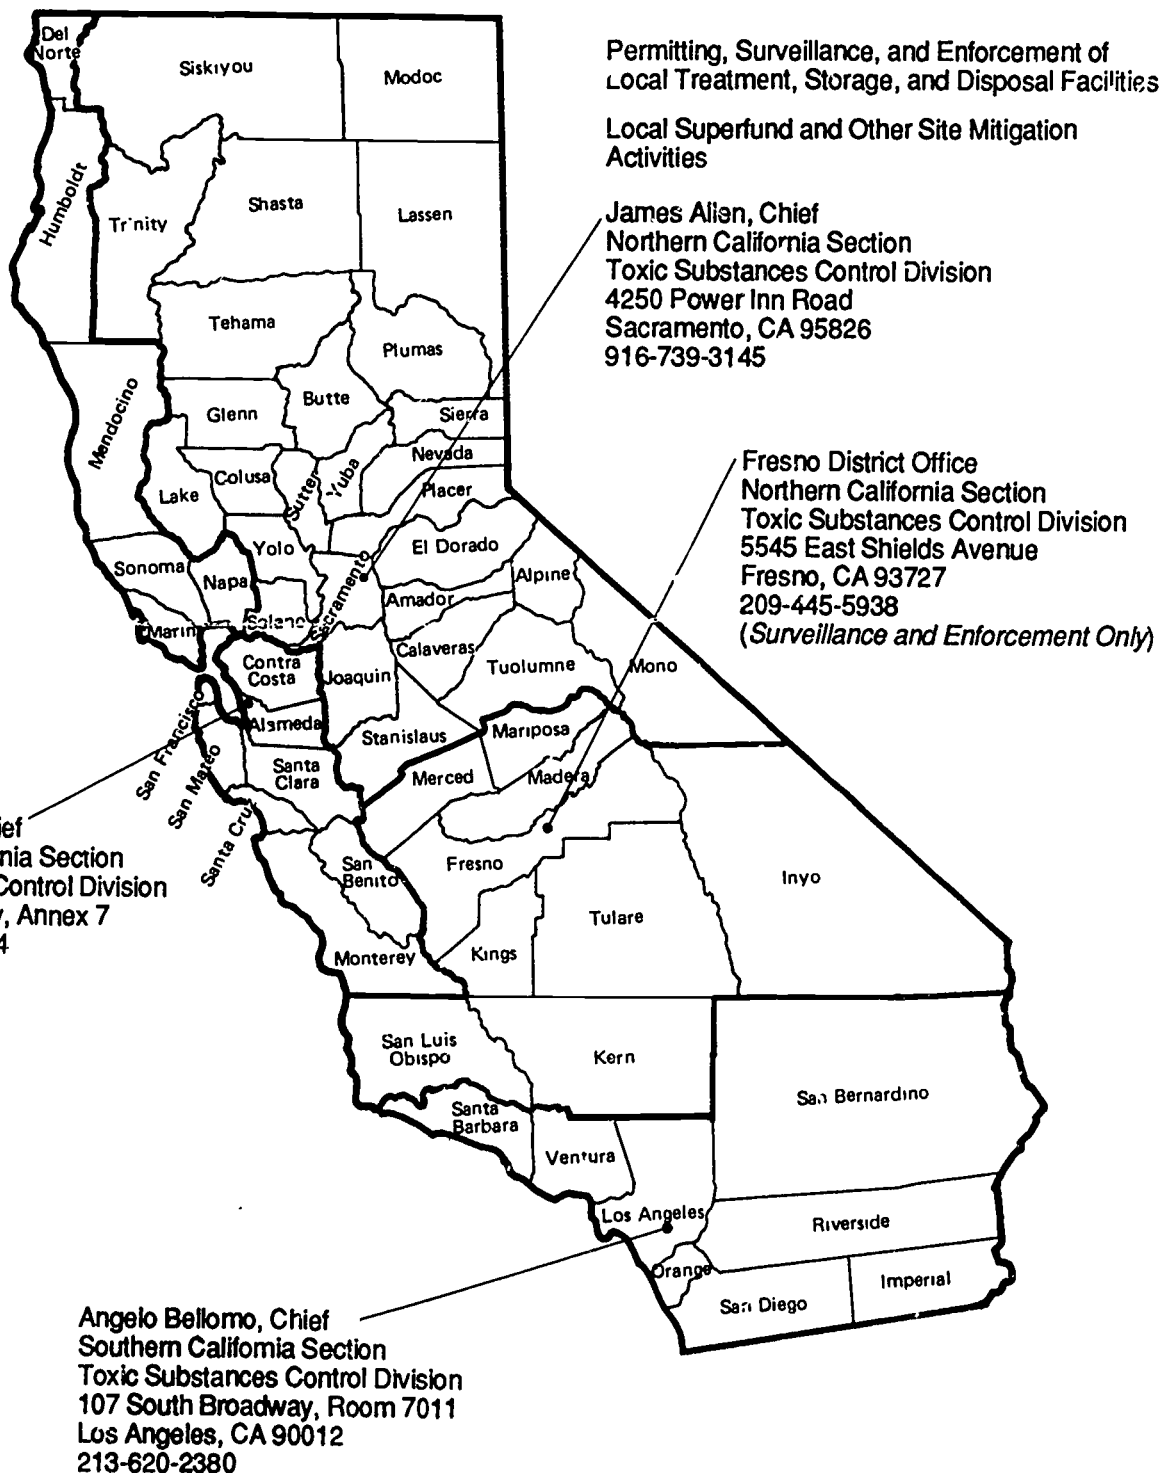 Permitting, Surveillance, and Enforcement of
Local Treatment, Storage, and Disposal Facilities
Local Superfund and Other Site Mitigation
Activities
James Allen, Chief
Northern California Section
Toxic Substances Control Division
4250 Power Inn Road
Sacramento, CA 95826
916-739-3145
Fresno District Office
Northern California Section
Toxic Substances Control Division
5545 East Shields Avenue
Fresno, CA 93727
209-445-5938
(Surveillance and Enforcement Only)
Del
Norte
Siskiyou
Modoc
Humboldt
Trinity
Shasta
Lassen
Tehama
Plumas
Mendocino
Glenn
Butte
Sierra
Nevada
Lake
Colusa
Sutter
Yuba
Placer
Yolo
El Dorado
Sonoma
Napa
Sacramento
Alpine
Amador
Marin
Solano
Calaveras
Contra
Costa
Joaquin
Tuolumne
Mono
San Francisco
Alameda
Stanislaus
Mariposa
San Mateo
Santa
Clara
Merced
Madera
Santa Cruz
San
Benito
Fresno
Inyo
Tulare
Monterey
Kings
San Luis
Obispo
Kern
San Bernardino
Santa
Barbara
Ventura
Los Angeles
Riverside
Orange
San Diego
Imperial
ief
nia Section
Control Division
y, Annex 7
4
Angelo Bellomo, Chief
Southern California Section
Toxic Substances Control Division
107 South Broadway, Room 7011
Los Angeles, CA 90012
213-620-2380